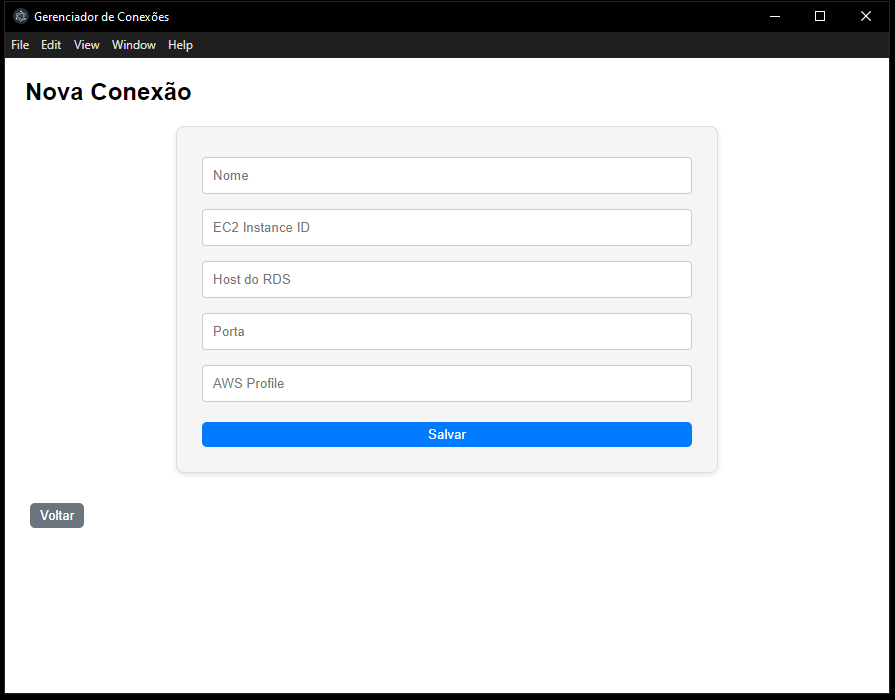 Gerenciador de Conexões
File Edit View Window Help
Nova Conexão
Nome
EC2 Instance ID
Host do RDS
Porta
AWS Profile
Salvar
Voltar